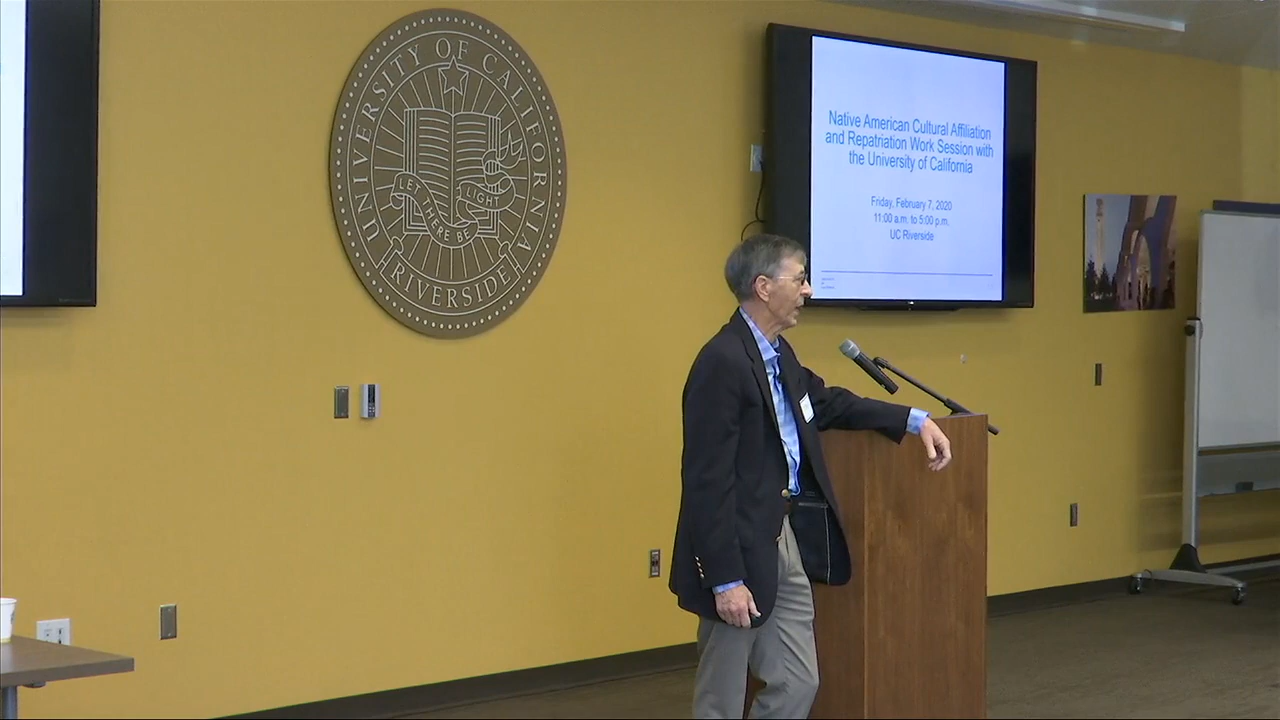 UNIVERSITY OF CALIFORNIA
LET THERE BE LIGHT
RIVERSIDE
Native American Cultural Affiliation
and Repatriation Work Session with
the University of California
Friday, February 7, 2020
11:00 a.m. to 5:00 p.m.
UC Riverside